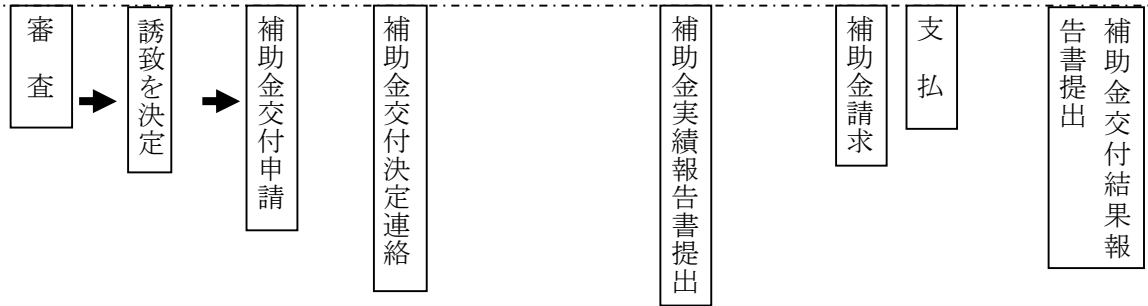 審査
誘致を決定
補助金交付申請
補助金交付決定連絡
補助金実績報告書提出
補助金請求
支払
補助金交付結果報
告書提出